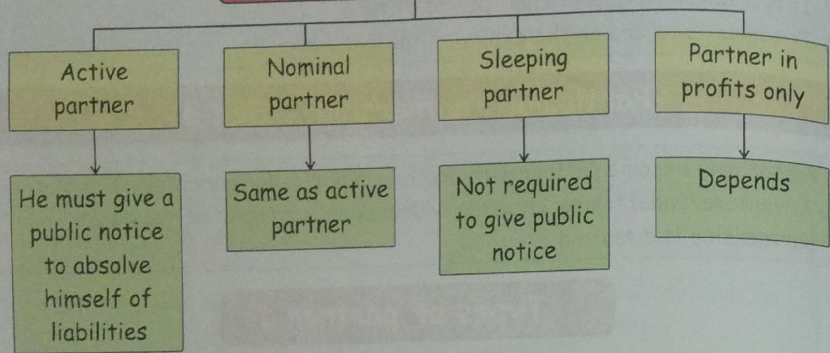 Active
partner
Nominal
partner
Sleeping
partner
Partner in
profits only
He must give a
public notice
to absolve
himself of
liabilities
Same as active
partner
Not required
to give public
notice
Depends